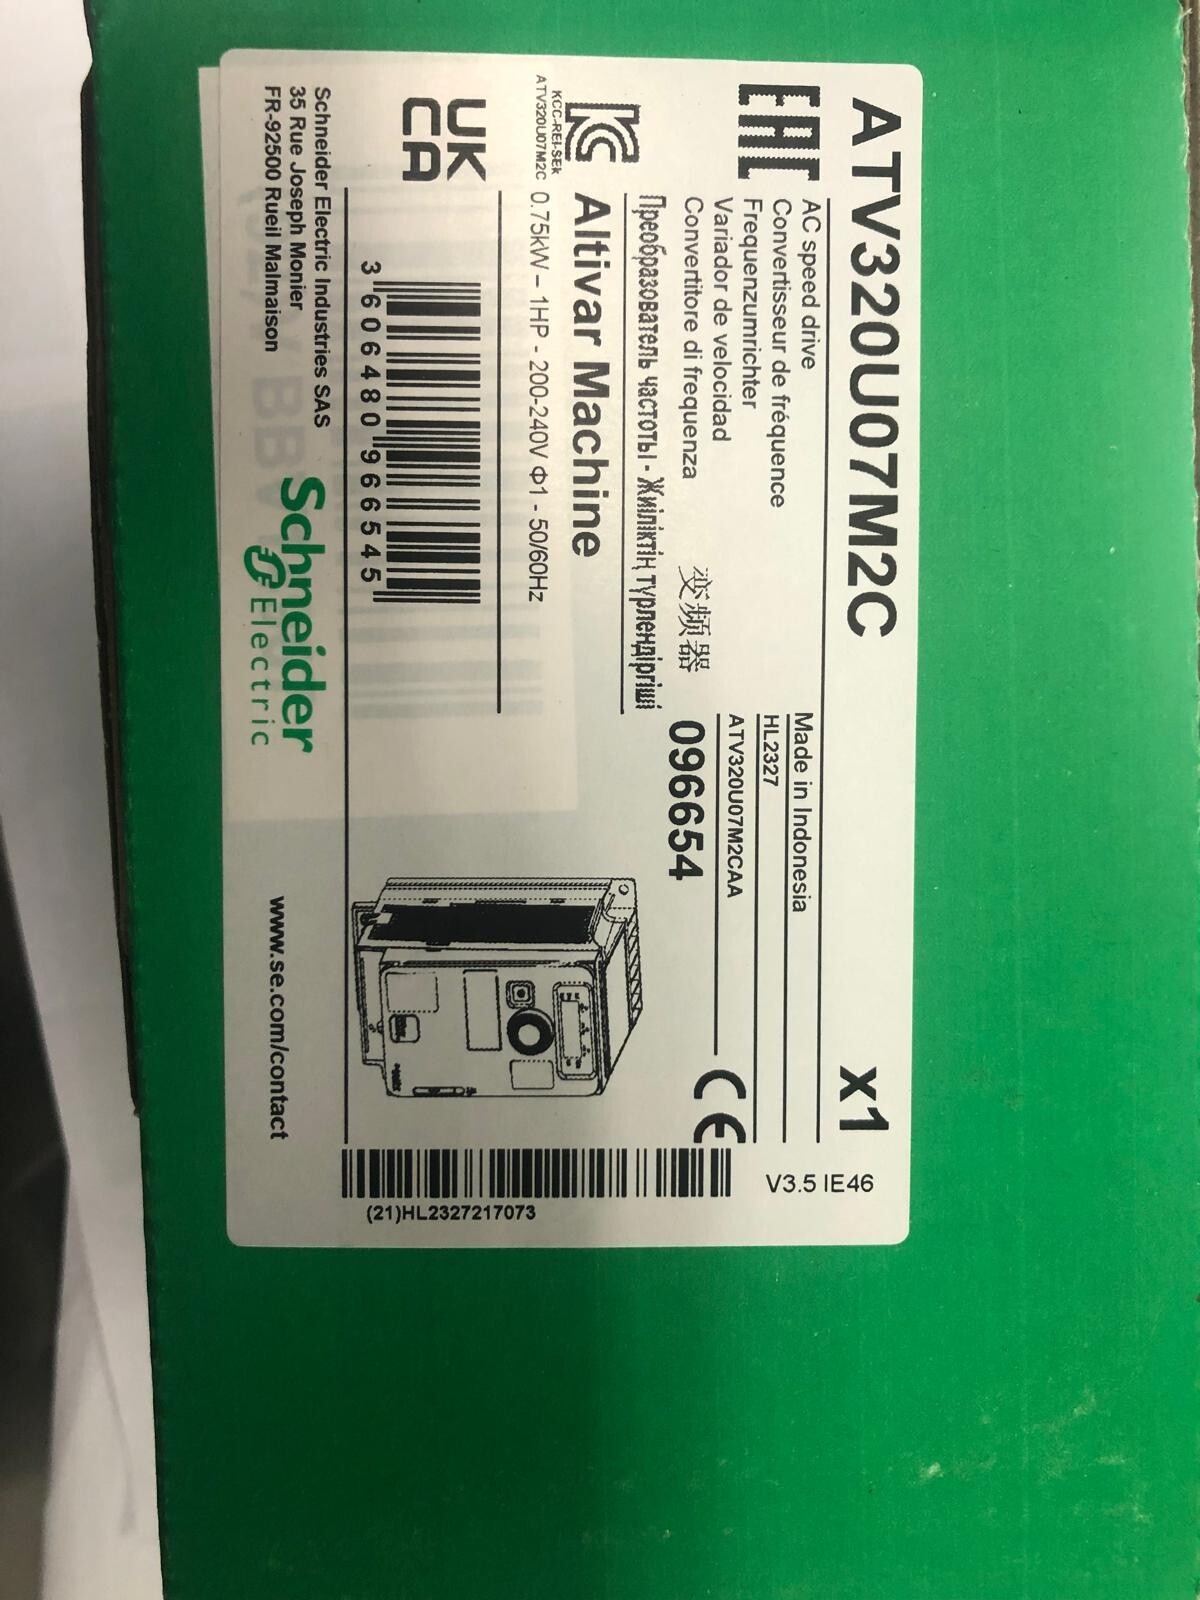 ATV320U07M2C
x1
V3.5 IE46
EAC
AC speed drive
Convertisseur de fréquence
Frequenzumrichter
Variador de velocidad
Convertitore di frequenza
变频器
Преобразователь частоты - Жиіліктің түрлендіргіші
Made in Indonesia
HL2327
ATV320U07M2CAA
096654
CE
KCC-REI-SEk
ATV320U07M2C
Altivar Machine
0.75kW – 1HP - 200-240V Φ1 - 50/60Hz
UK
CA
3 606480 966545
(21)HL2327217073
Schneider Electric Industries SAS
35 Rue Joseph Monier
FR-92500 Rueil Malmaison
Schneider
Electric
www.se.com/contact